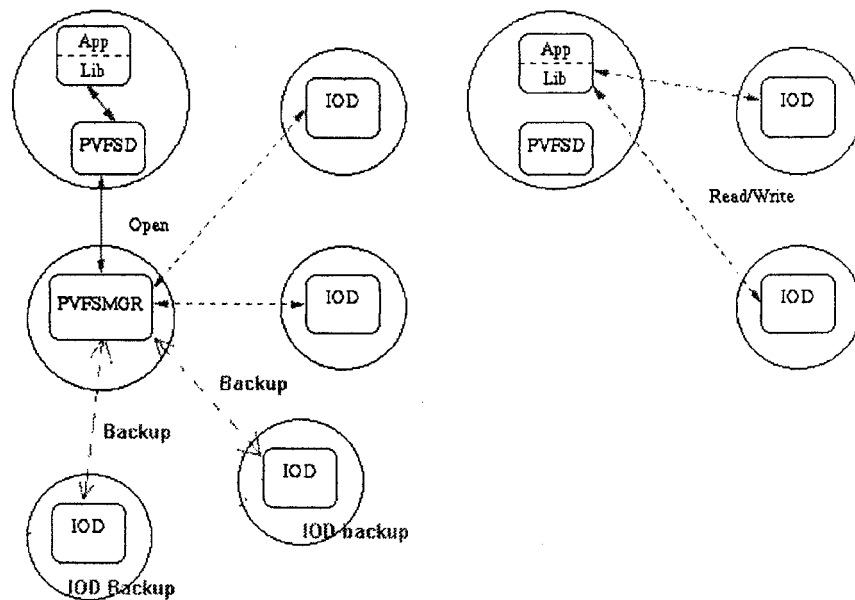 App
Lib
PVFSD
Open
PVFSMGR
IOD
IOD
Backup
Backup
IOD
IOD backup
IOD
IOD Backup
App
Lib
PVFSD
IOD
Read/Write
IOD